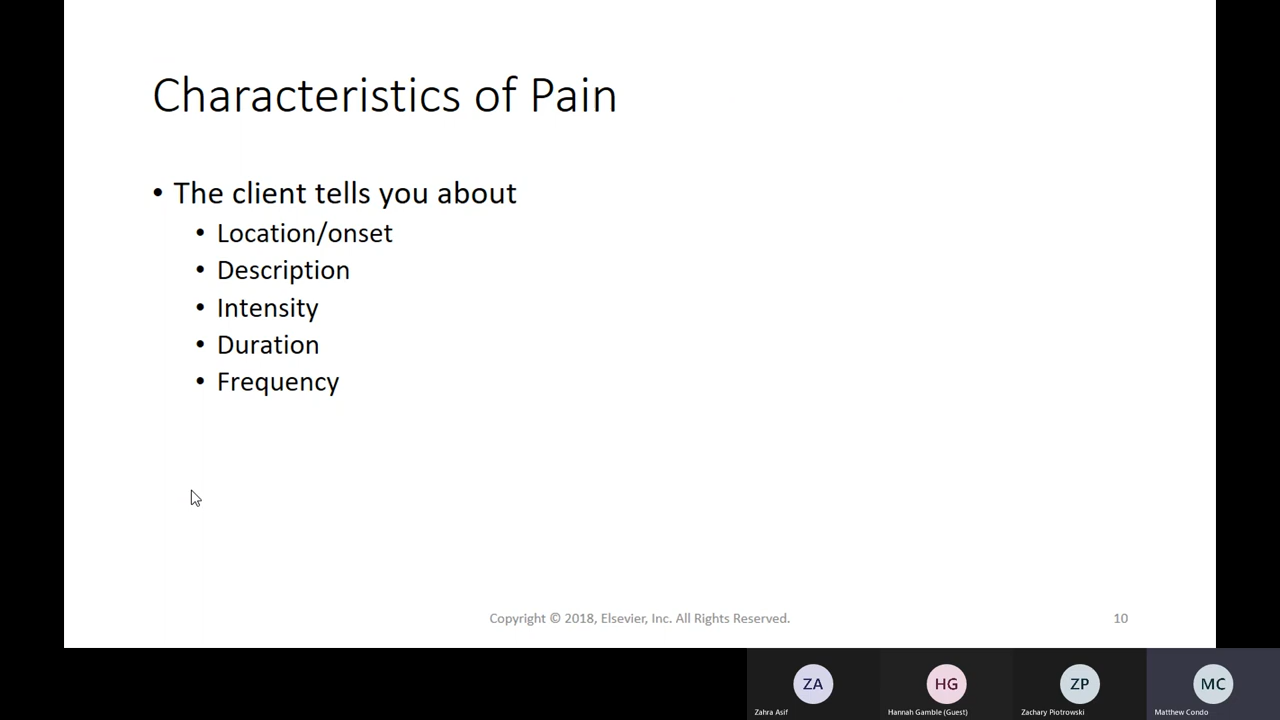 Characteristics of Pain
• The client tells you about
• Location/onset
• Description
• Intensity
• Duration
• Frequency
Copyright © 2018, Elsevier, Inc. All Rights Reserved.
10
ZA
HG
ZP
MC
Zahra Asif
Hannah Gamble (Guest)
Zachary Piotrowski
Matthew Condo